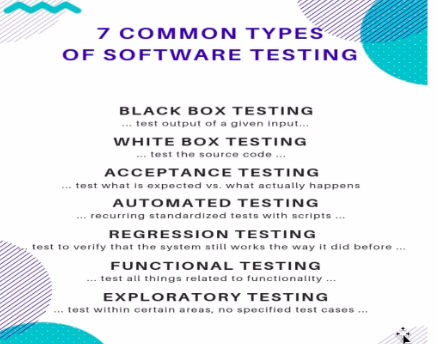 7 COMMON TYPES
OF SOFTWARE TESTING
BLACK BOX TESTING
... test output of a given input...
WHITE BOX TESTING
... test the source code ...
ACCEPTANCE TESTING
... test what is expected vs. what actually happens
AUTOMATED TESTING
... recurring standardized tests with scripts ...
REGRESSION TESTING
test to verify that the system still works the way it did before ...
FUNCTIONAL TESTING
... test all things related to functionality ...
EXPLORATORY TESTING
... test within certain areas, no specified test cases ...